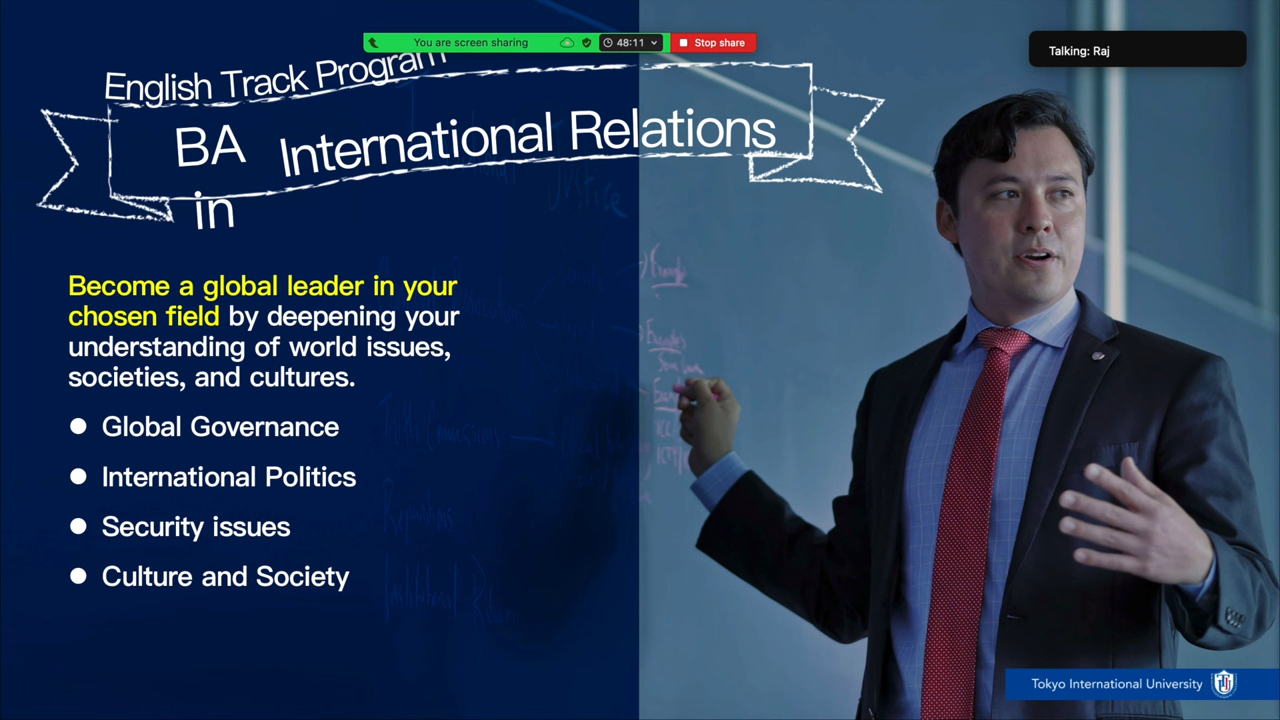 You are screen sharing
48:11
Stop share
Talking: Raj
English Track Program
BA in International Relations
Become a global leader in your
chosen field by deepening your
understanding of world issues,
societies, and cultures.
Global Governance
International Politics
Security issues
Culture and Society
Tokyo International University